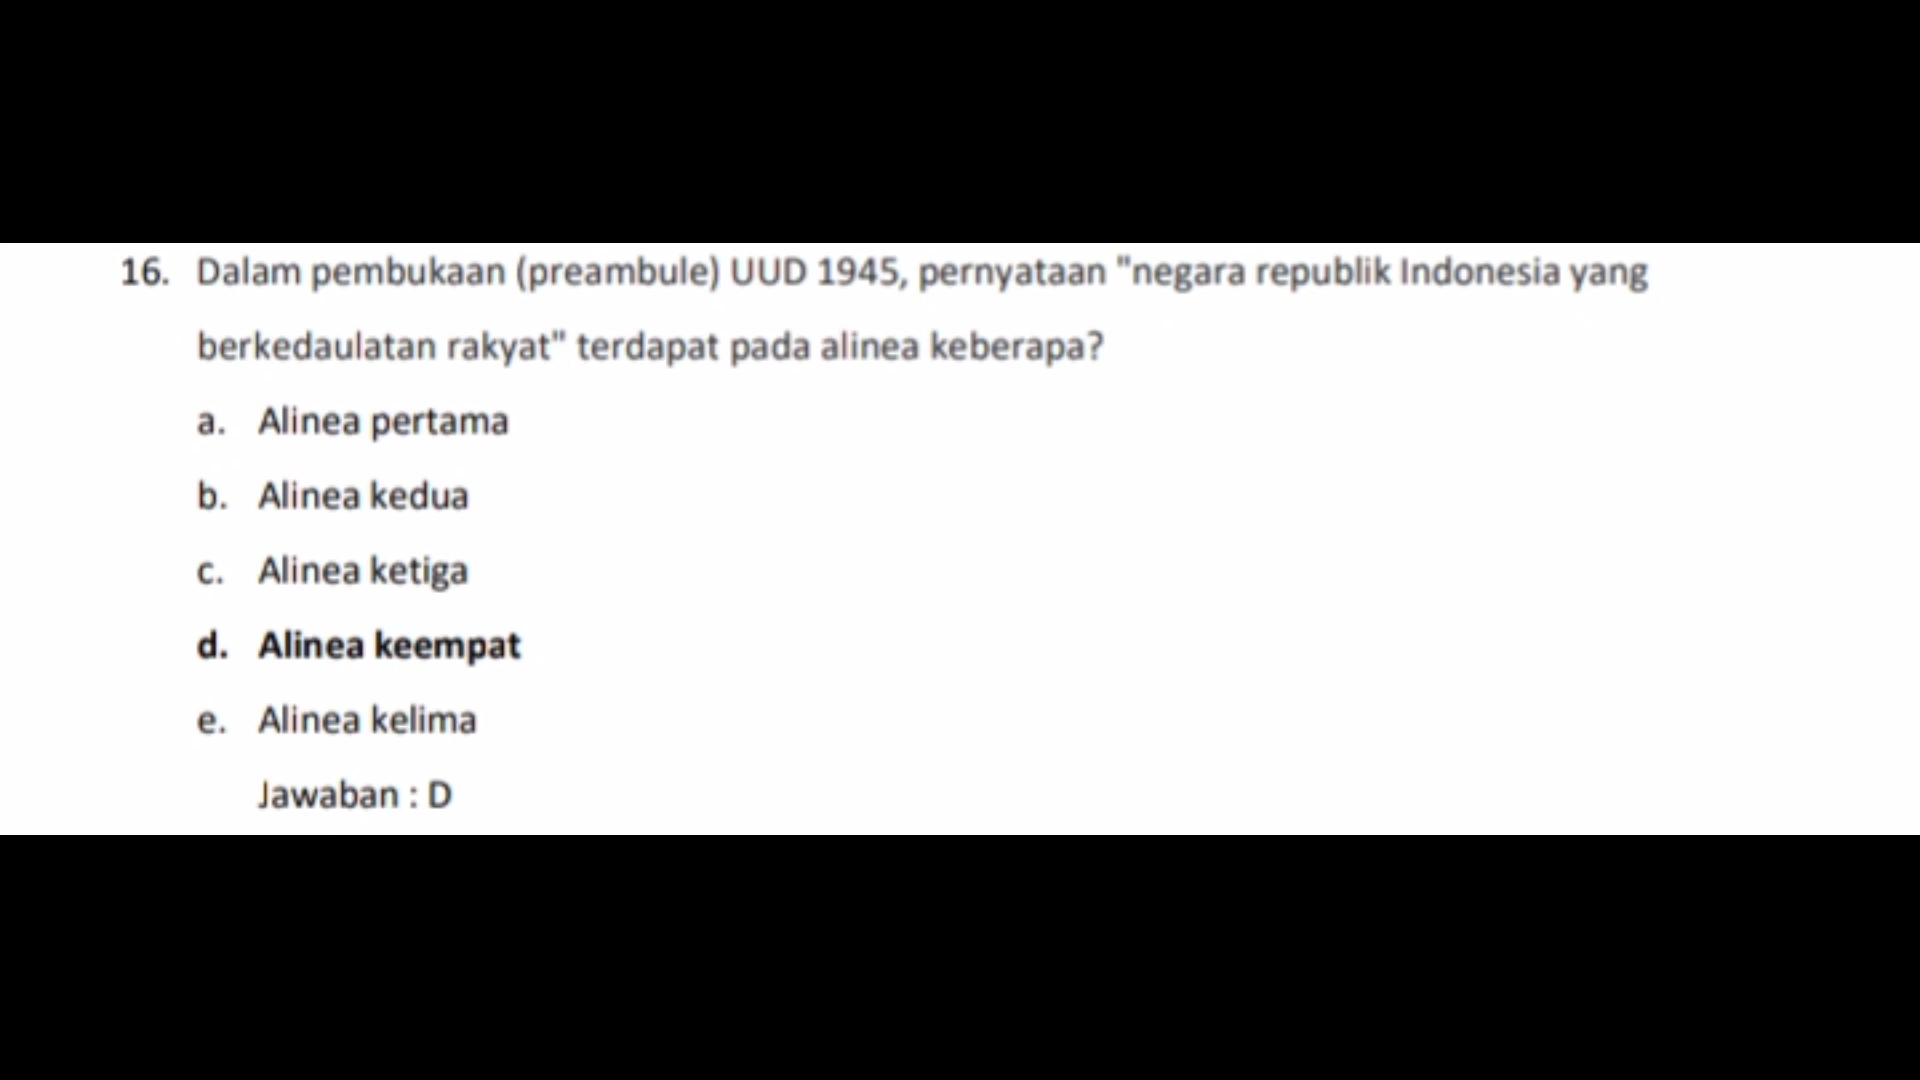 16. Dalam pembukaan (preambule) UUD 1945, pernyataan "negara republik Indonesia yang
berkedaulatan rakyat" terdapat pada alinea keberapa?
a. Alinea pertama
b. Alinea kedua
c. Alinea ketiga
d. Alinea keempat
e. Alinea kelima
Jawaban : D